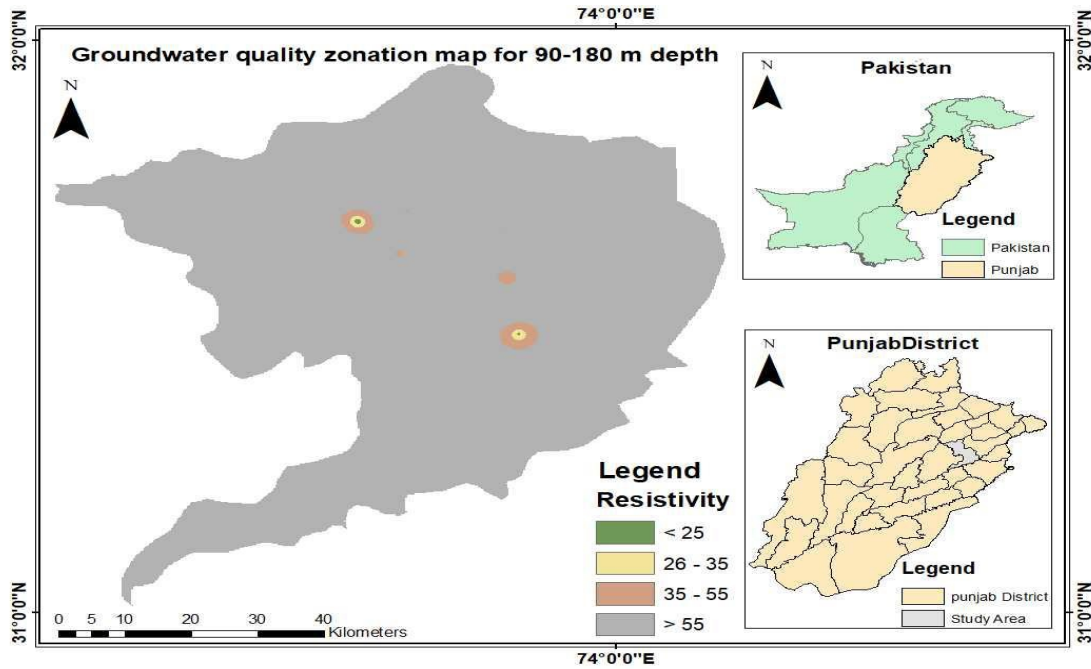 74°0'0"E
32°0'0"N
32°0'0"N
Groundwater quality zonation map for 90-180 m depth
N
Pakistan
N
Legend
Pakistan
Punjab
PunjabDistrict
N
Legend
punjab District
Study Area
Legend
Resistivity
< 25
26 - 35
35 - 55
> 55
0 5 10 20 30 40
Kilometers
31°0'0"N
31°0'0"N
74°0'0"E